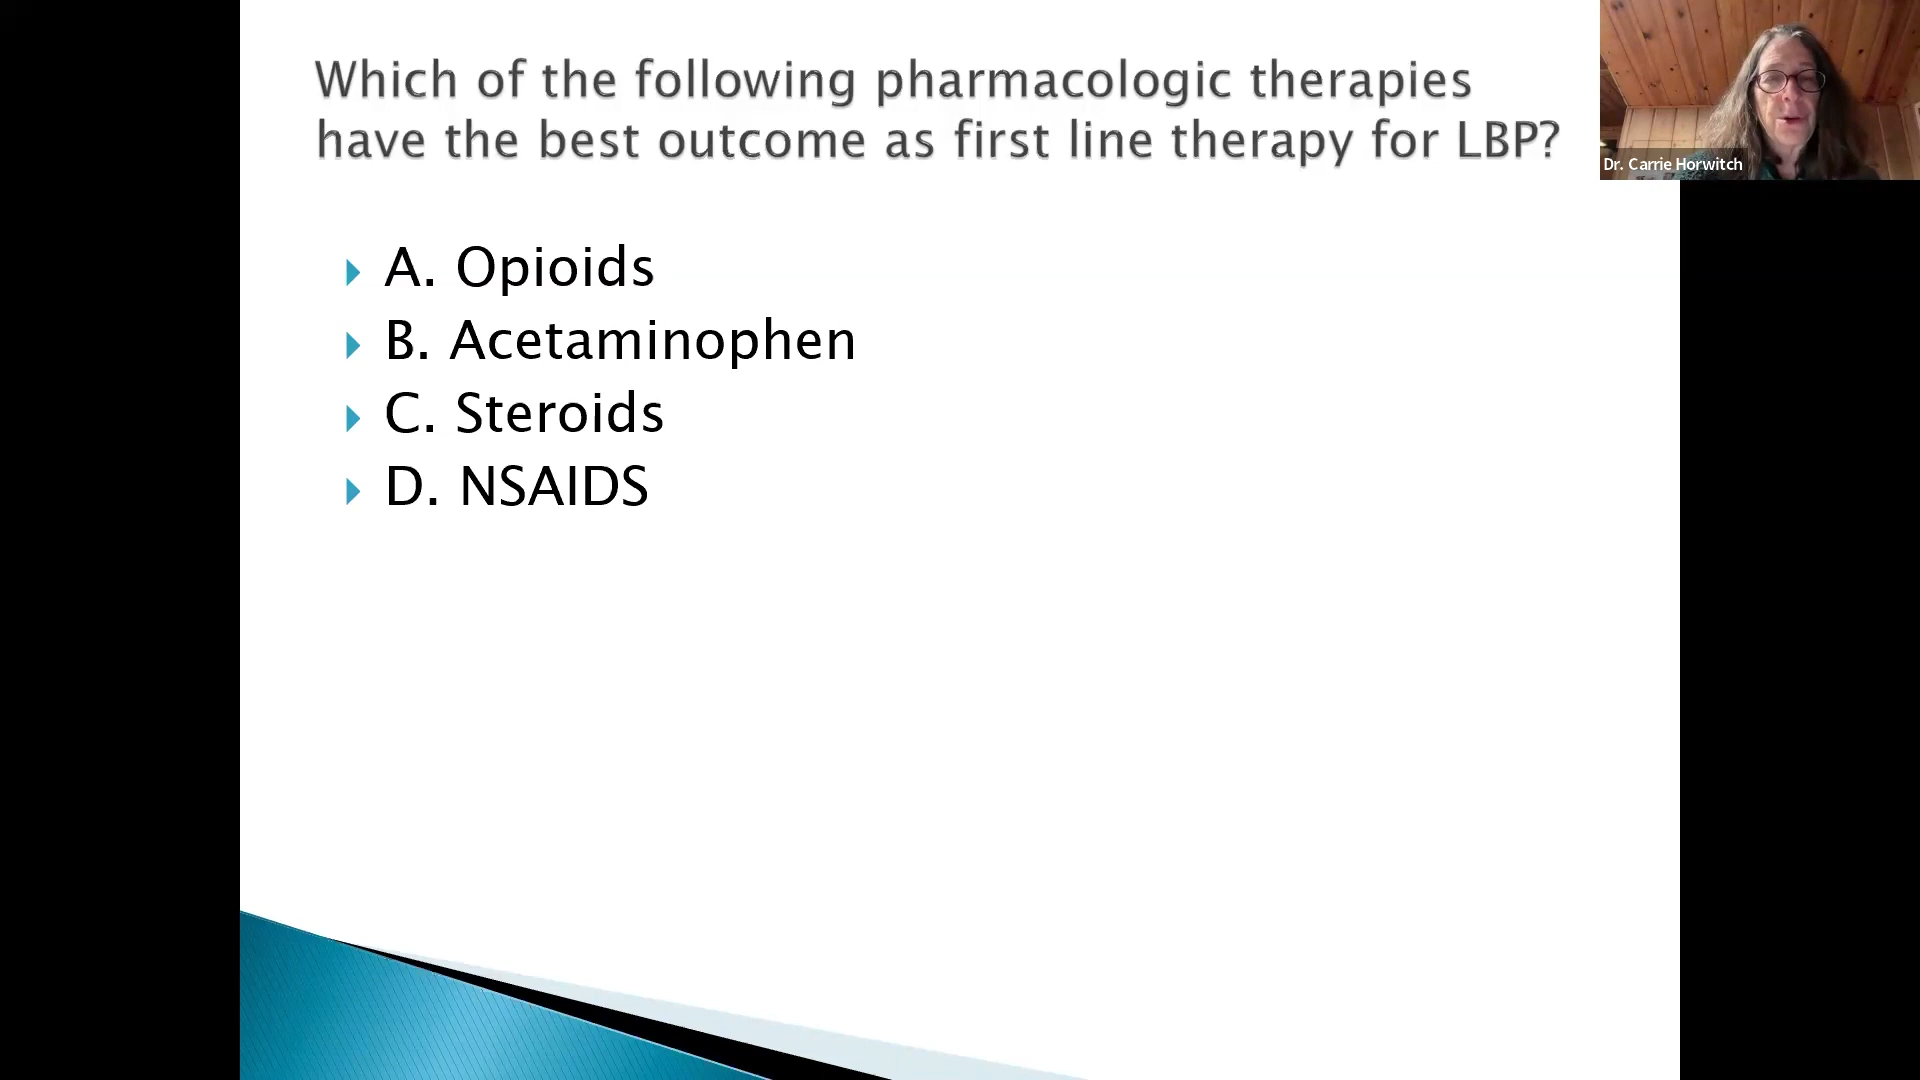 Which of the following pharmacologic therapies
have the best outcome as first line therapy for LBP?
Dr. Carrie Horwitch
A. Opioids
B. Acetaminophen
C. Steroids
D. NSAIDS